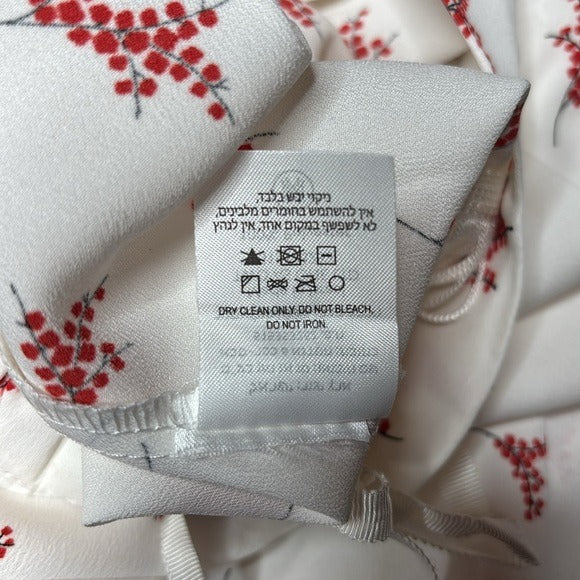 ניקוי יבש בלבד,
אין להשתמש בחומרים מלבינים,
לא לשפשף במקום אחד, אין לגהץ
DRY CLEAN ONLY. DO NOT BLEACH,
DO NOT IRON.